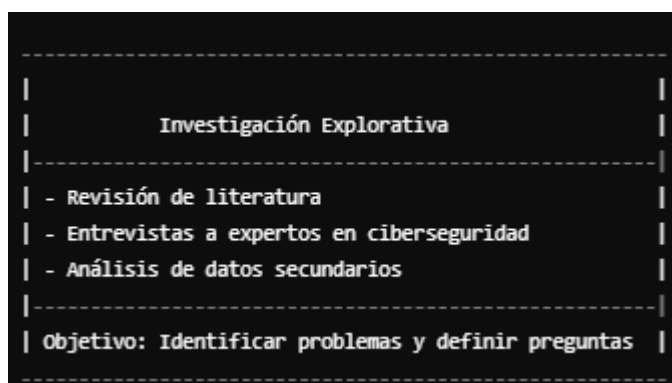 Investigación Explorativa
- Revisión de literatura
- Entrevistas a expertos en ciberseguridad
- Análisis de datos secundarios
Objetivo: Identificar problemas y definir preguntas